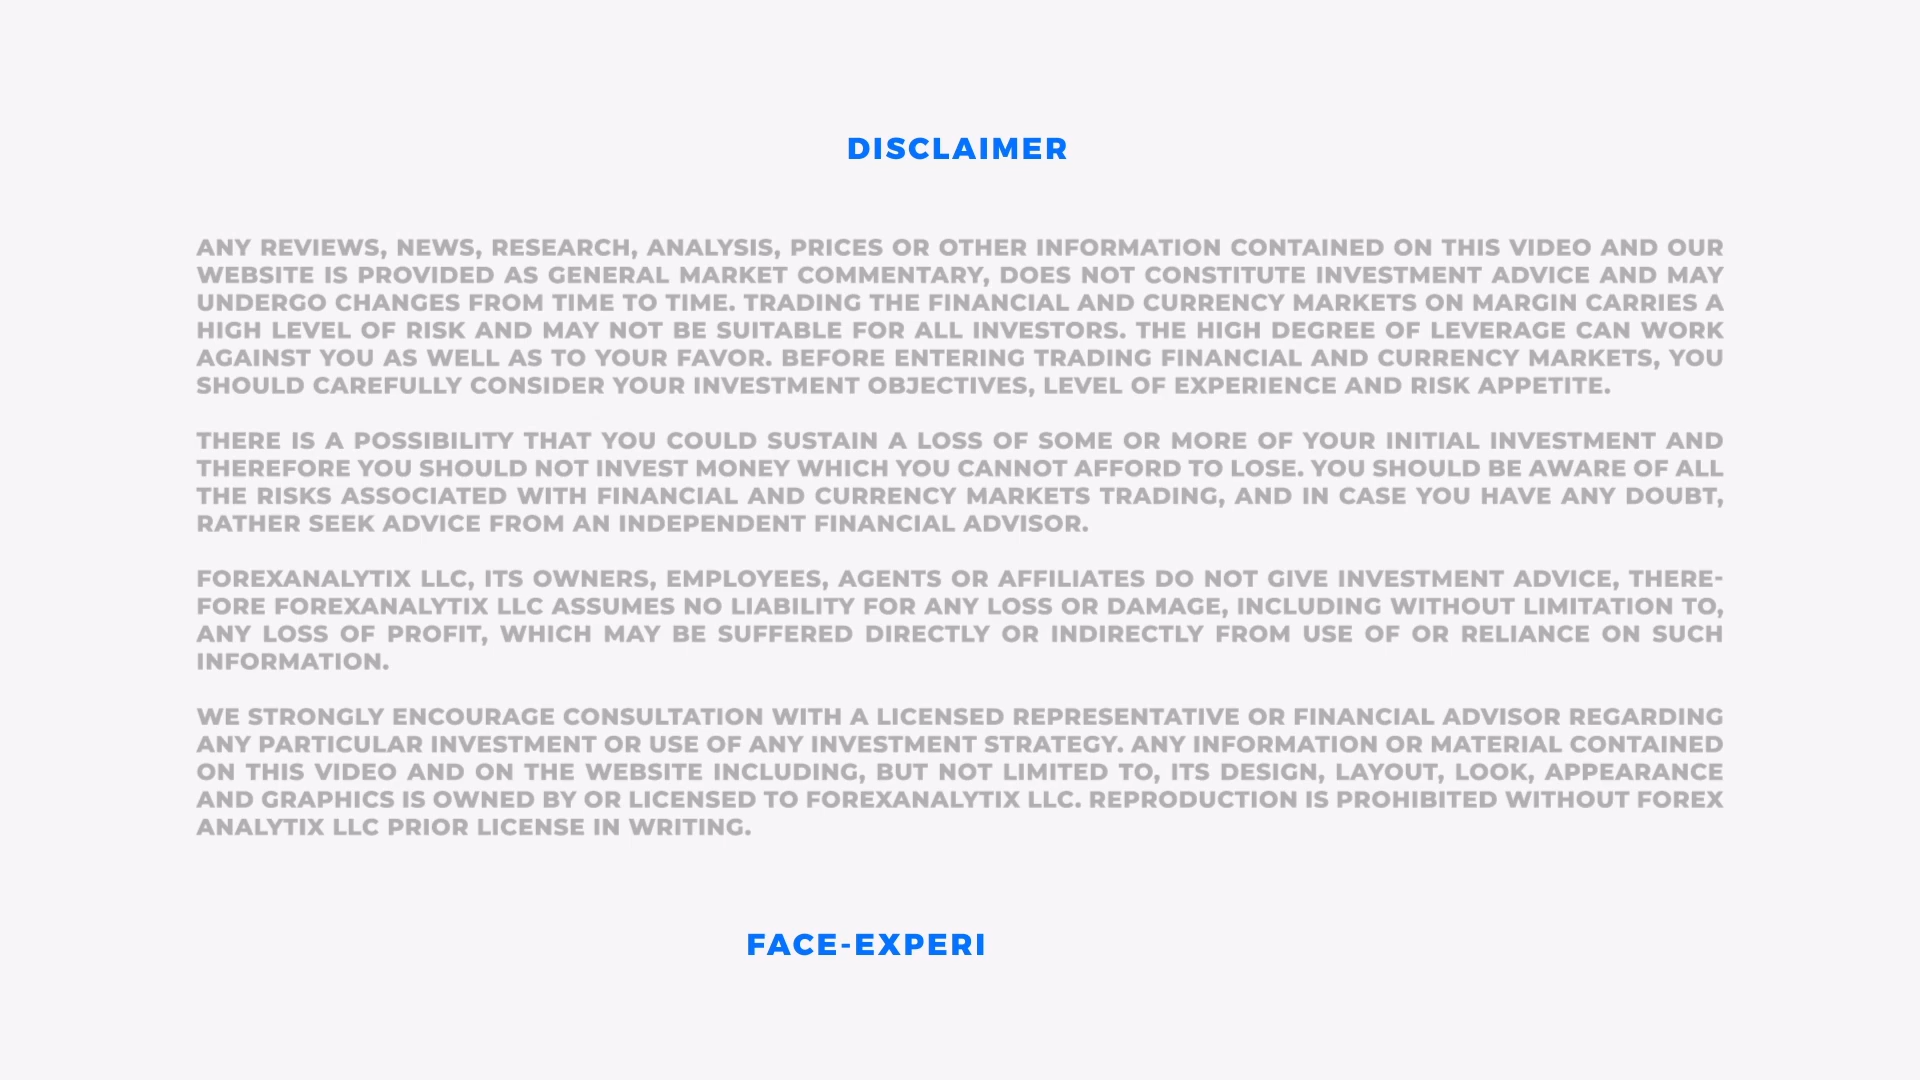 DISCLAIMER
ANY REVIEWS, NEWS, RESEARCH, ANALYSIS, PRICES OR OTHER INFORMATION CONTAINED ON THIS VIDEO AND OUR
WEBSITE IS PROVIDED AS GENERAL MARKET COMMENTARY, DOES NOT CONSTITUTE INVESTMENT ADVICE AND MAY
UNDERGO CHANGES FROM TIME TO TIME. TRADING THE FINANCIAL AND CURRENCY MARKETS ON MARGIN CARRIES A
HIGH LEVEL OF RISK AND MAY NOT BE SUITABLE FOR ALL INVESTORS. THE HIGH DEGREE OF LEVERAGE CAN WORK
AGAINST YOU AS WELL AS TO YOUR FAVOR. BEFORE ENTERING TRADING FINANCIAL AND CURRENCY MARKETS, YOU
SHOULD CAREFULLY CONSIDER YOUR INVESTMENT OBJECTIVES, LEVEL OF EXPERIENCE AND RISK APPETITE.
THERE IS A POSSIBILITY THAT YOU COULD SUSTAIN A LOSS OF SOME OR MORE OF YOUR INITIAL INVESTMENT AND
THEREFORE YOU SHOULD NOT INVEST MONEY WHICH YOU CANNOT AFFORD TO LOSE. YOU SHOULD BE AWARE OF ALL
THE RISKS ASSOCIATED WITH FINANCIAL AND CURRENCY MARKETS TRADING, AND IN CASE YOU HAVE ANY DOUBT,
RATHER SEEK ADVICE FROM AN INDEPENDENT FINANCIAL ADVISOR.
FOREXANALYTIX LLC, ITS OWNERS, EMPLOYEES, AGENTS OR AFFILIATES DO NOT GIVE INVESTMENT ADVICE, THERE-
FORE FOREXANALYTIX LLC ASSUMES NO LIABILITY FOR ANY LOSS OR DAMAGE, INCLUDING WITHOUT LIMITATION TO,
ANY LOSS OF PROFIT, WHICH MAY BE SUFFERED DIRECTLY OR INDIRECTLY FROM USE OF OR RELIANCE ON SUCH
INFORMATION.
WE STRONGLY ENCOURAGE CONSULTATION WITH A LICENSED REPRESENTATIVE OR FINANCIAL ADVISOR REGARDING
ANY PARTICULAR INVESTMENT OR USE OF ANY INVESTMENT STRATEGY. ANY INFORMATION OR MATERIAL CONTAINED
ON THIS VIDEO AND ON THE WEBSITE INCLUDING, BUT NOT LIMITED TO, ITS DESIGN, LAYOUT, LOOK, APPEARANCE
AND GRAPHICS IS OWNED BY OR LICENSED TO FOREXANALYTIX LLC. REPRODUCTION IS PROHIBITED WITHOUT FOREX
ANALYTIX LLC PRIOR LICENSE IN WRITING.
FACE-EXPERI